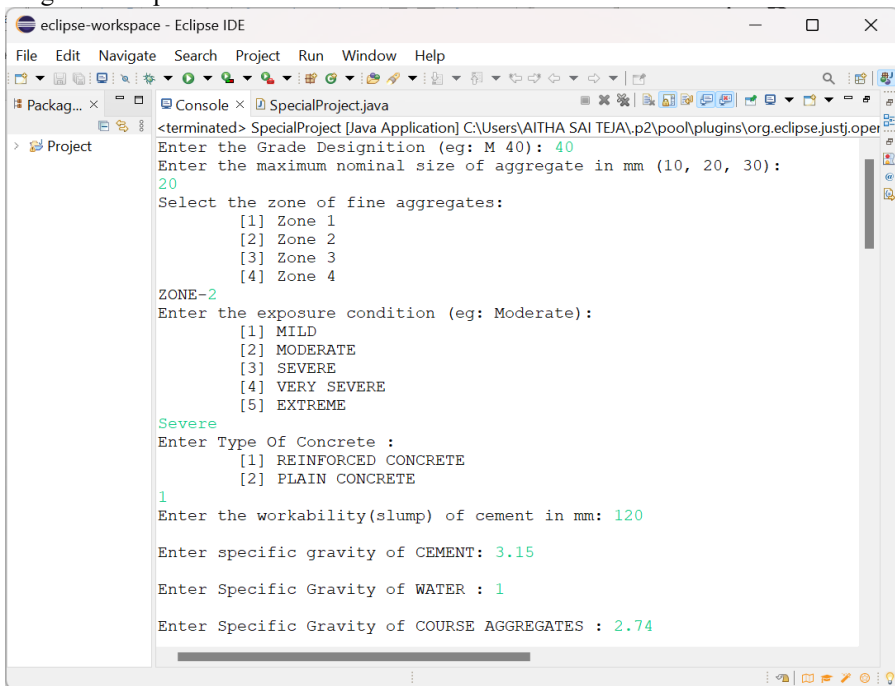 eclipse-workspace - Eclipse IDE
File Edit Navigate Search Project Run Window Help
Packag... Console SpecialProject.java
<terminated> SpecialProject [Java Application] C:\Users\AITHA SAI TEJA\.p2\pool\plugins\org.eclipse.justj.oper
Project
Enter the Grade Designition (eg: M 40): 40
Enter the maximum nominal size of aggregate in mm (10, 20, 30):
20
Select the zone of fine aggregates:
[1] Zone 1
[2] Zone 2
[3] Zone 3
[4] Zone 4
ZONE-2
Enter the exposure condition (eg: Moderate):
[1] MILD
[2] MODERATE
[3] SEVERE
[4] VERY SEVERE
[5] EXTREME
Severe
Enter Type Of Concrete :
[1] REINFORCED CONCRETE
[2] PLAIN CONCRETE
1
Enter the workability(slump) of cement in mm: 120
Enter specific gravity of CEMENT: 3.15
Enter Specific Gravity of WATER : 1
Enter Specific Gravity of COURSE AGGREGATES : 2.74